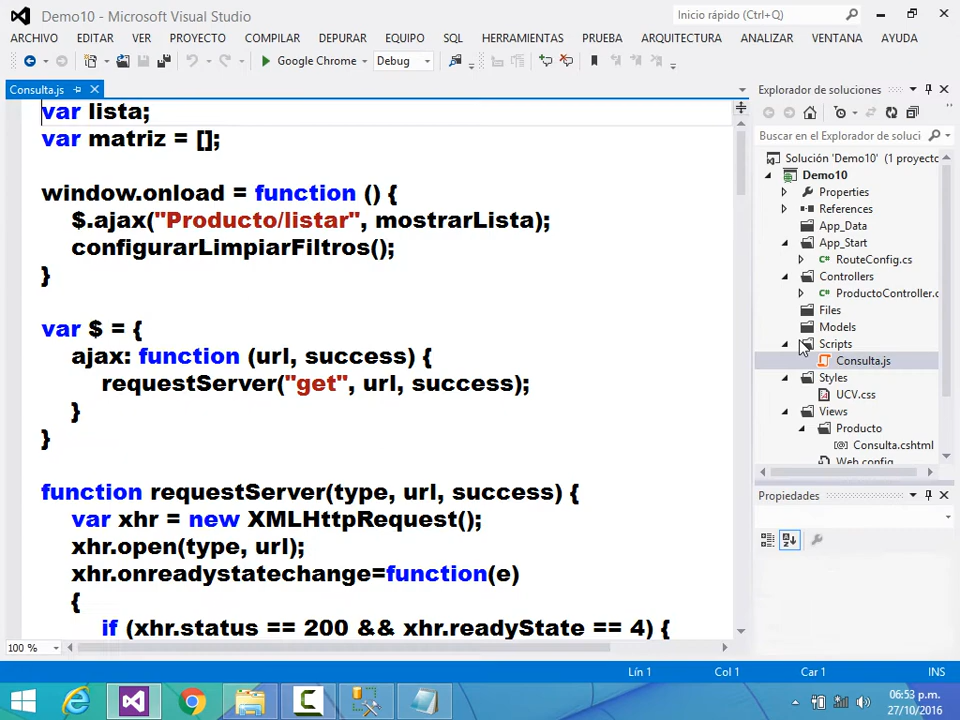 Demo10 - Microsoft Visual Studio
Inicio rápido (Ctrl+Q)
ARCHIVO EDITAR VER PROYECTO COMPILAR DEPURAR EQUIPO SQL HERRAMIENTAS PRUEBA ARQUITECTURA ANALIZAR VENTANA AYUDA
Google Chrome Debug
Consulta.js
var lista;
var matriz = [];
window.onload = function () {
$.ajax("Producto/listar", mostrarLista);
configurarLimpiarFiltros();
}
var $ = {
ajax: function (url, success) {
requestServer("get", url, success);
}
}
function requestServer(type, url, success) {
var xhr = new XMLHttpRequest();
xhr.open(type, url);
xhr.onreadystatechange=function(e)
{
if (xhr.status == 200 && xhr.readyState == 4) {
100 %
Explorador de soluciones
Buscar en el Explorador de soluci
Solución 'Demo10' (1 proyecto
Demo10
Properties
References
App_Data
App_Start
RouteConfig.cs
Controllers
ProductoController.c
Files
Models
Scripts
Consulta.js
Styles
UCV.css
Views
Producto
Consulta.cshtml
Web.config
Propiedades
Lín 1 Col 1 Car 1 INS
06:53 p.m.
27/10/2016